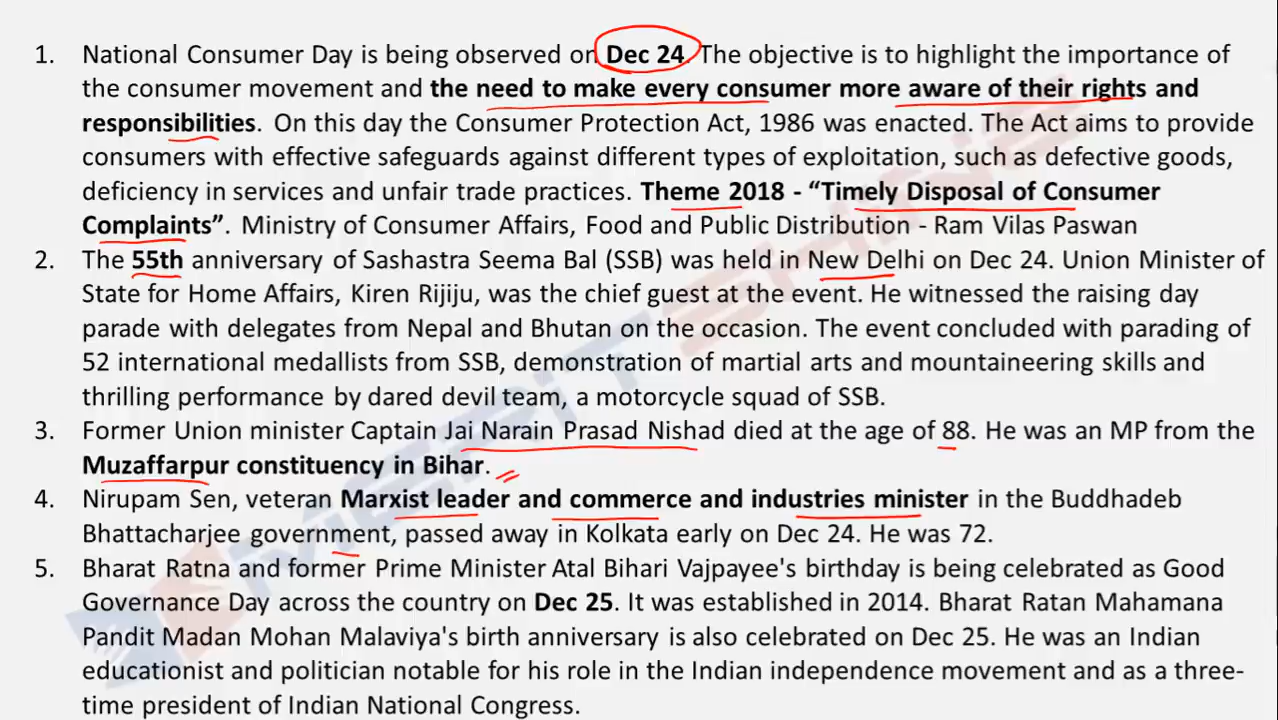 1. National Consumer Day is being observed on Dec 24. The objective is to highlight the importance of
the consumer movement and the need to make every consumer more aware of their rights and
responsibilities. On this day the Consumer Protection Act, 1986 was enacted. The Act aims to provide
consumers with effective safeguards against different types of exploitation, such as defective goods,
deficiency in services and unfair trade practices. Theme 2018 - “Timely Disposal of Consumer
Complaints”. Ministry of Consumer Affairs, Food and Public Distribution - Ram Vilas Paswan
2. The 55th anniversary of Sashastra Seema Bal (SSB) was held in New Delhi on Dec 24. Union Minister of
State for Home Affairs, Kiren Rijiju, was the chief guest at the event. He witnessed the raising day
parade with delegates from Nepal and Bhutan on the occasion. The event concluded with parading of
52 international medallists from SSB, demonstration of martial arts and mountaineering skills and
thrilling performance by dared devil team, a motorcycle squad of SSB.
3. Former Union minister Captain Jai Narain Prasad Nishad died at the age of 88. He was an MP from the
Muzaffarpur constituency in Bihar.
4. Nirupam Sen, veteran Marxist leader and commerce and industries minister in the Buddhadeb
Bhattacharjee government, passed away in Kolkata early on Dec 24. He was 72.
5. Bharat Ratna and former Prime Minister Atal Bihari Vajpayee's birthday is being celebrated as Good
Governance Day across the country on Dec 25. It was established in 2014. Bharat Ratan Mahamana
Pandit Madan Mohan Malaviya's birth anniversary is also celebrated on Dec 25. He was an Indian
educationist and politician notable for his role in the Indian independence movement and as a three-
time president of Indian National Congress.